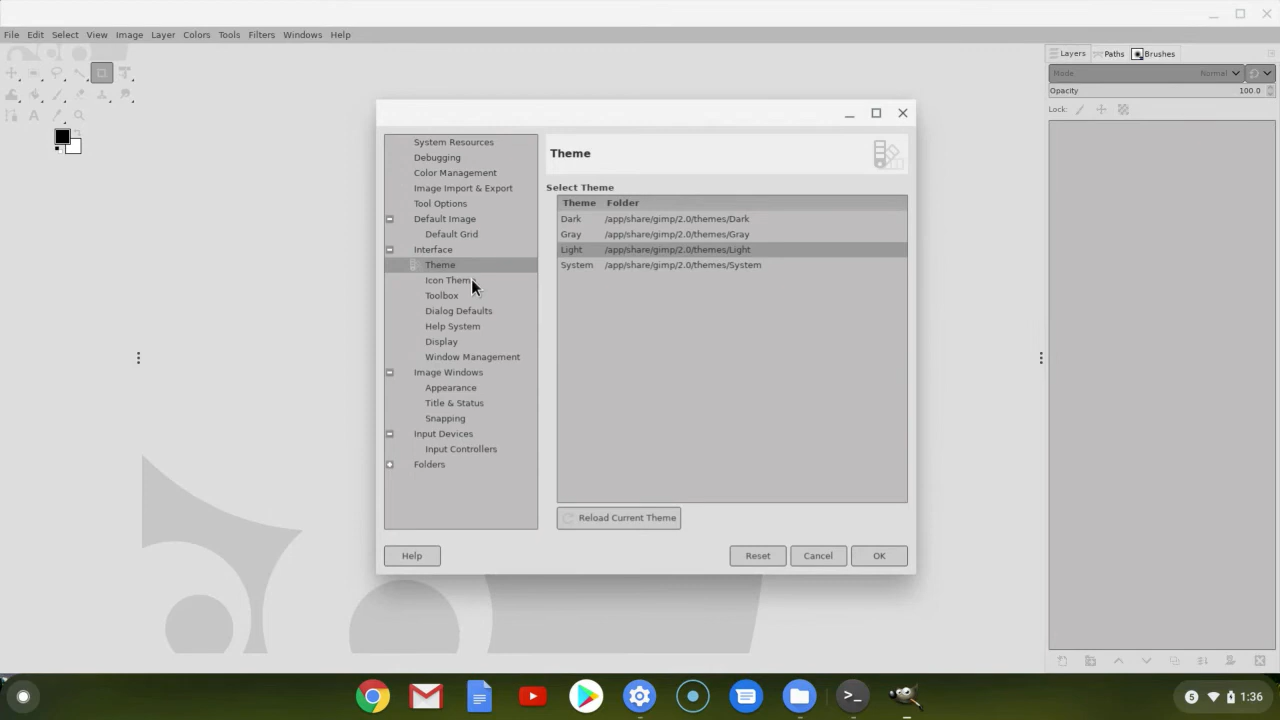 File Edit Select View Image Layer Colors Tools Filters Windows Help
Layers Paths Brushes
Mode Normal
Opacity 100.0
Lock:
System Resources
Debugging
Color Management
Image Import & Export
Tool Options
Default Image
Default Grid
Interface
Theme
Icon Theme
Toolbox
Dialog Defaults
Help System
Display
Window Management
Image Windows
Appearance
Title & Status
Snapping
Input Devices
Input Controllers
Folders
Theme
Select Theme
Theme Folder
Dark /app/share/gimp/2.0/themes/Dark
Gray /app/share/gimp/2.0/themes/Gray
Light /app/share/gimp/2.0/themes/Light
System /app/share/gimp/2.0/themes/System
Reload Current Theme
Help Reset Cancel OK
5 1:36